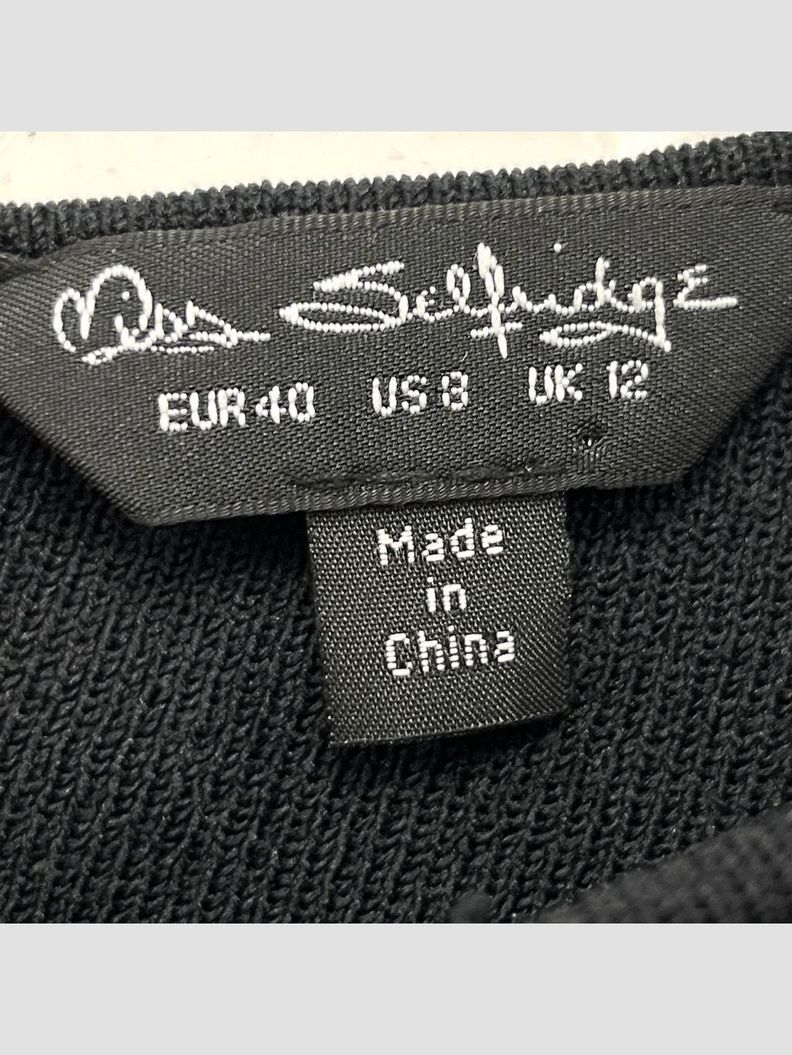 Miss Selfridge
EUR 40 US 8 UK 12
Made
in
China